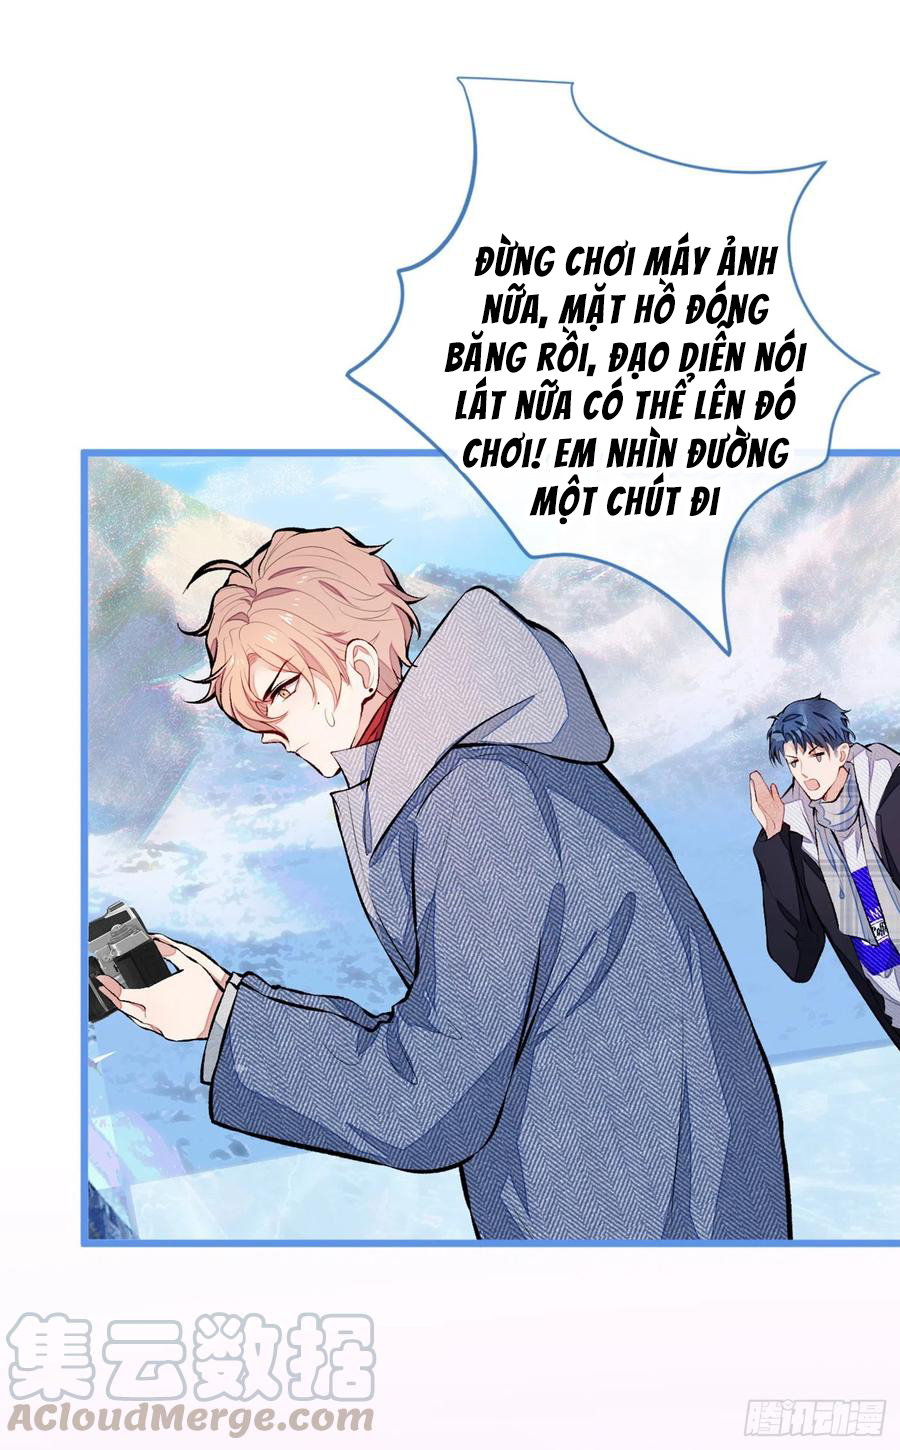 ĐỪNG CHƠI MÁY ẢNH
NỮA, MẶT HỒ ĐÓNG
BĂNG RỒI, ĐẠO DIỄN NÓI
LÁT NỮA CÓ THỂ LÊN ĐÓ
CHƠI! EM NHÌN ĐƯỜNG
MỘT CHÚT ĐI
集云数据
ACloudMerge.com
腾讯动漫